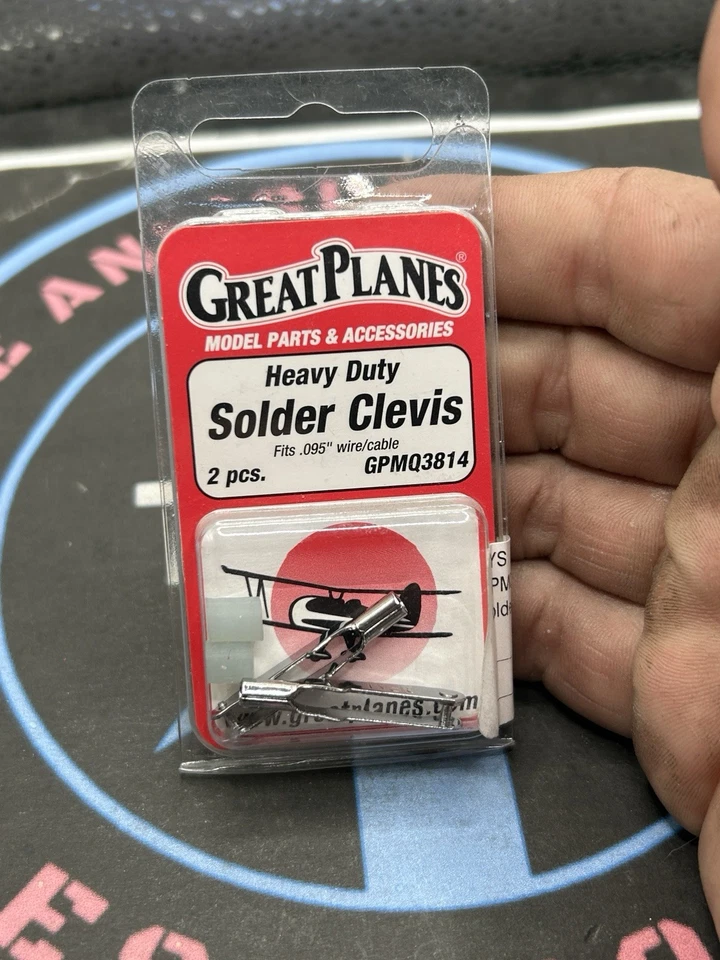 GREAT PLANES®
MODEL PARTS & ACCESSORIES
Heavy Duty
Solder Clevis
Fits .095" wire/cable
2 pcs.
GPMQ3814